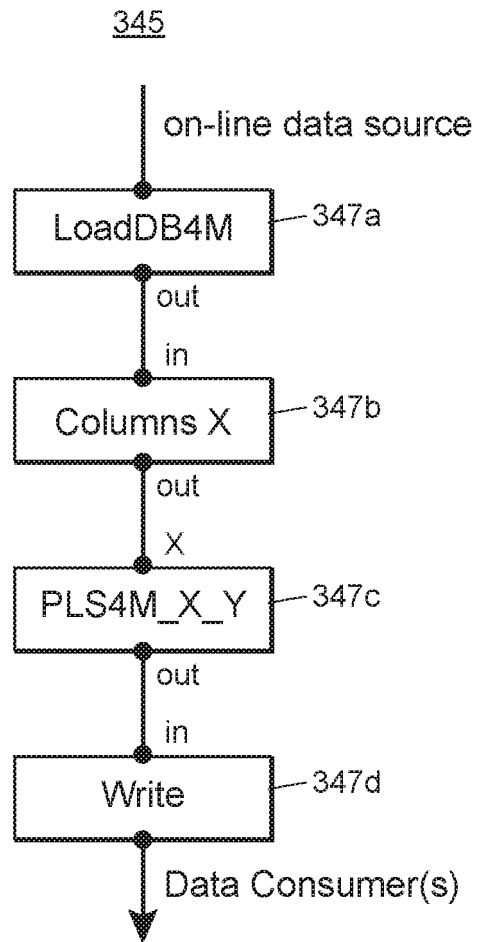 345
on-line data source
LoadDB4M
347a
out
in
Columns X
347b
out
X
PLS4M_X_Y
347c
out
in
Write
347d
Data Consumer(s)